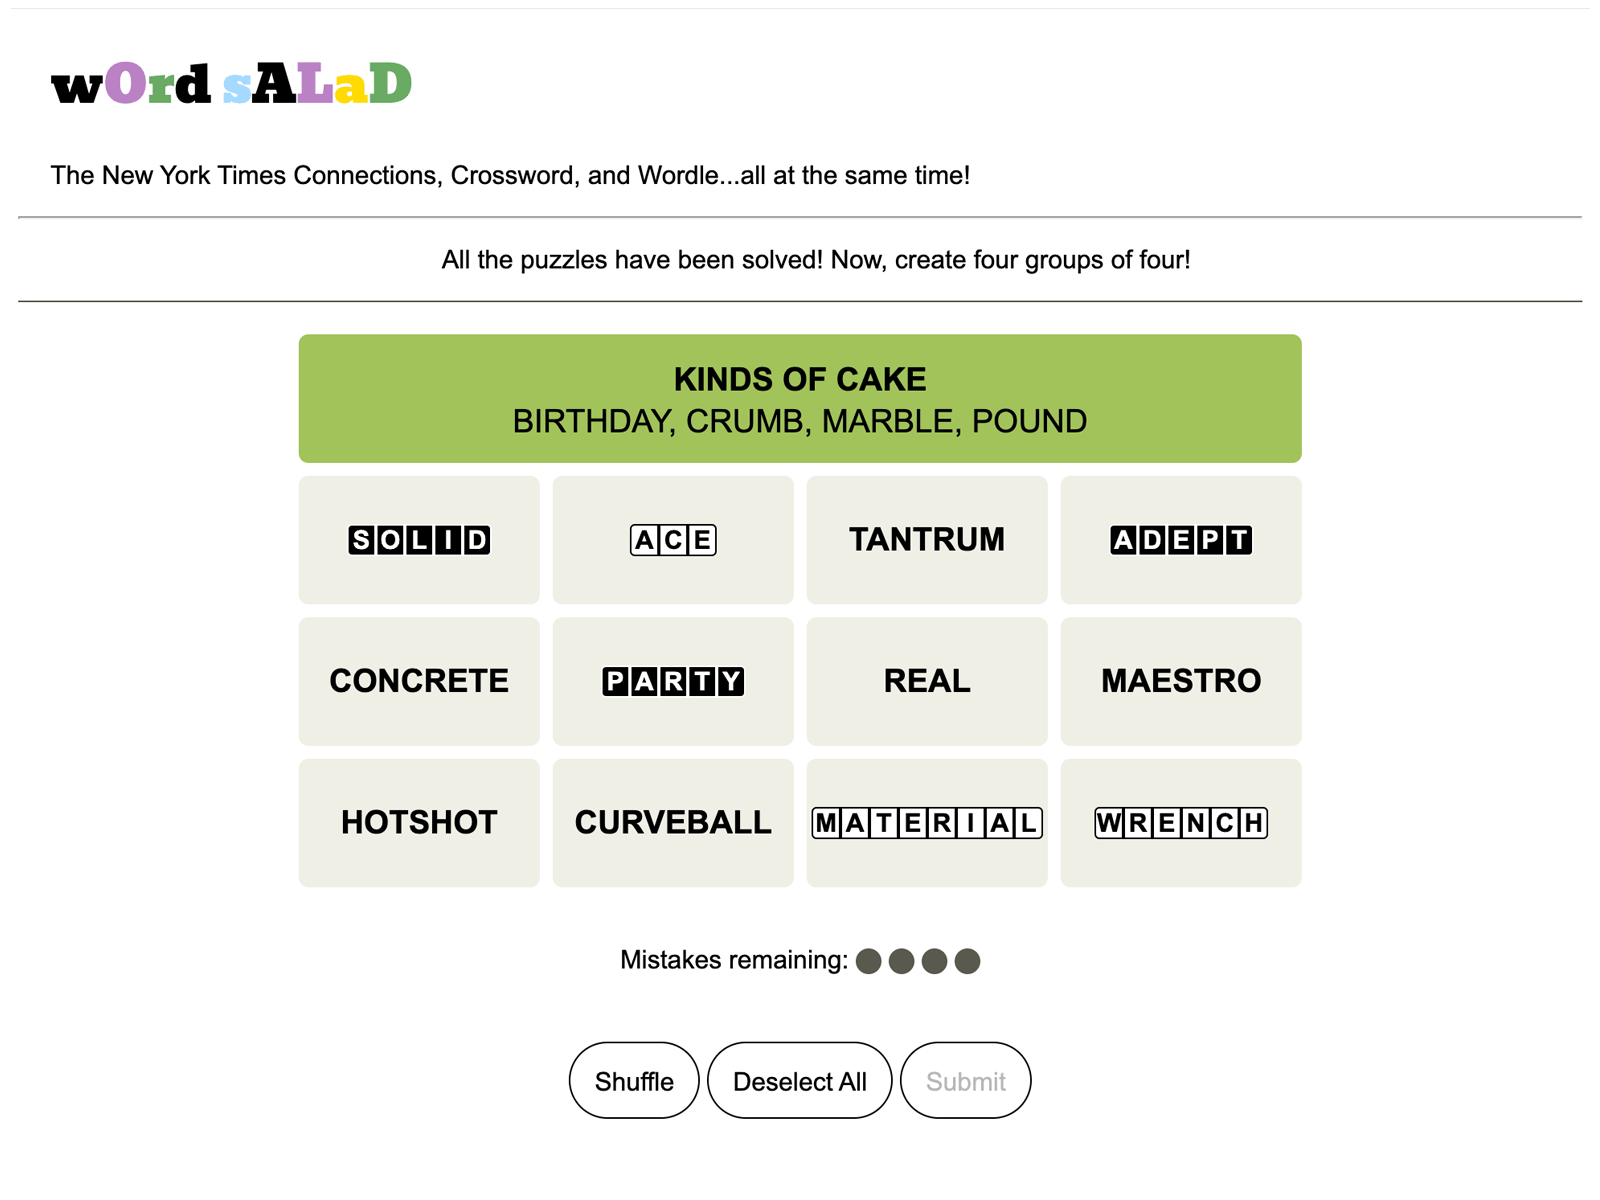 wOrd sALaD
The New York Times Connections, Crossword, and Wordle...all at the same time!
All the puzzles have been solved! Now, create four groups of four!
KINDS OF CAKE
BIRTHDAY, CRUMB, MARBLE, POUND
SOLID ACE TANTRUM ADEPT
CONCRETE PARTY REAL MAESTRO
HOTSHOT CURVEBALL MATERIAL WRENCH
Mistakes remaining:
Shuffle Deselect All Submit